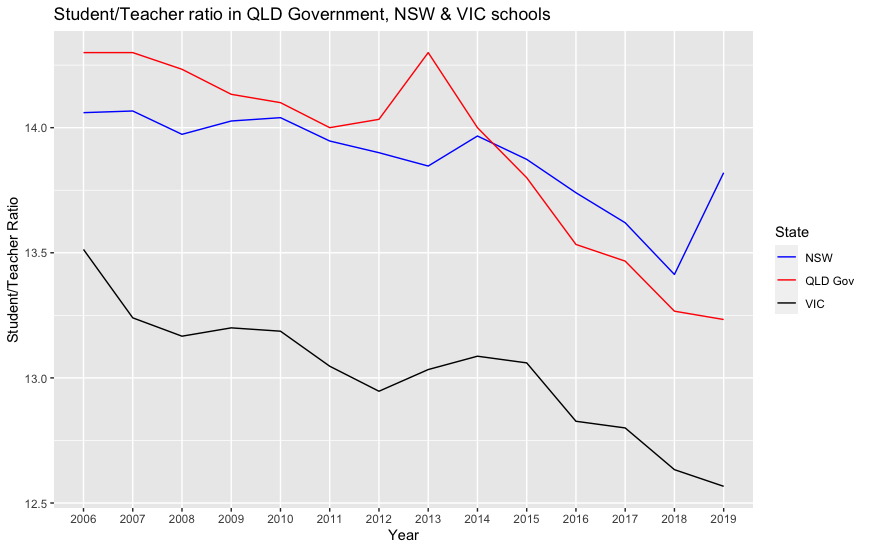 Student/Teacher ratio in QLD Government, NSW & VIC schools
Student/Teacher Ratio
14.0
13.5
13.0
12.5
2006 2007 2008 2009 2010 2011 2012 2013 2014 2015 2016 2017 2018 2019
Year
State
NSW
QLD Gov
VIC